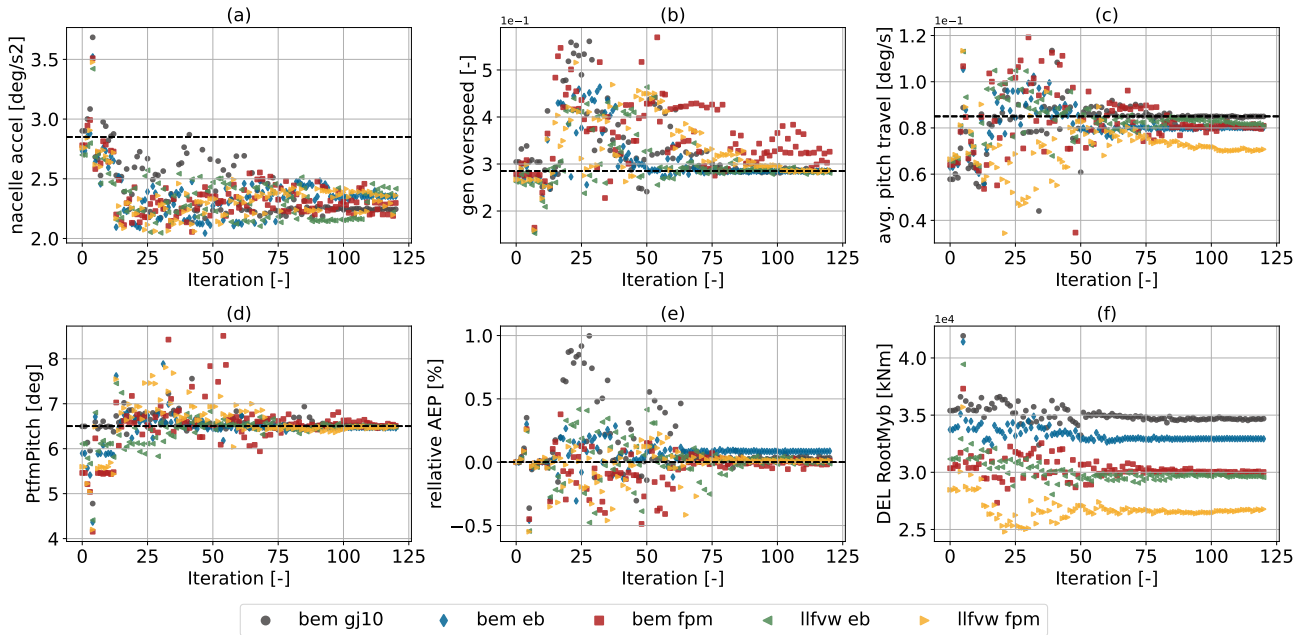 (a)
(b)
(c)
1e−1
1e−1
nacelle accel [deg/s2]
3.5
3.0
2.5
2.0
gen overspeed [-]
5
4
3
2
avg. pitch travel [deg/s]
1.2
1.0
0.8
0.6
0.4
0 25 50 75 100 125
0 25 50 75 100 125
0 25 50 75 100 125
Iteration [-]
Iteration [-]
Iteration [-]
(d)
(e)
(f)
1e4
PtfmPitch [deg]
8
7
6
5
4
rellative AEP [%]
1.0
0.5
0.0
−0.5
DEL RootMyb [kNm]
4.0
3.5
3.0
2.5
0 25 50 75 100 125
0 25 50 75 100 125
0 25 50 75 100 125
Iteration [-]
Iteration [-]
Iteration [-]
bem gj10 bem eb bem fpm llfvw eb llfvw fpm